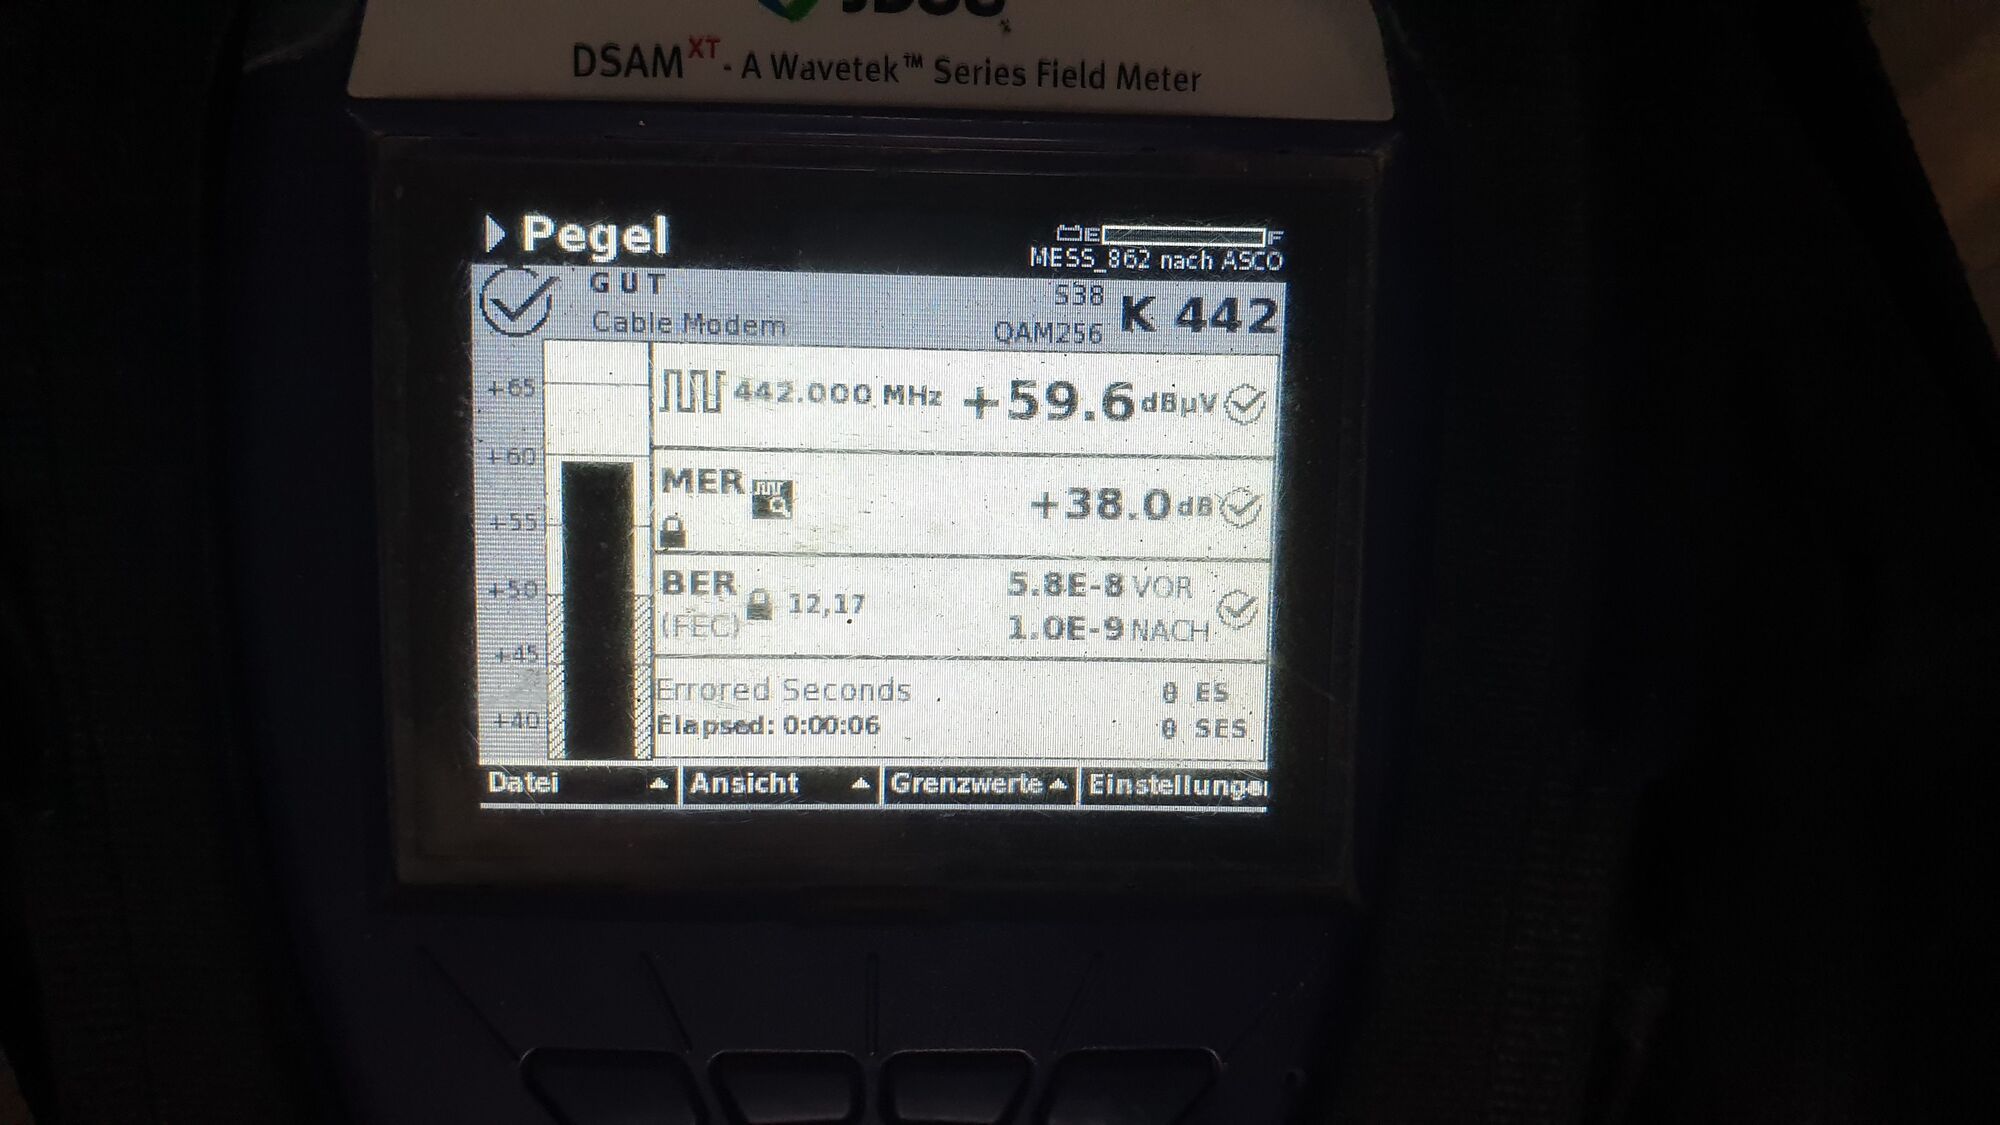 DSAM XT - A Wavetek™ Series Field Meter
Pegel
E F
MESS_862 nach ASCO
GUT
Cable Modem
S38
QAM256
K 442
+65
+60
+55
+50
+45
+40
442.000 MHz +59.6 dBµV
MER +38.0 dB
BER (FEC) 12,17
5.8E-8 VOR
1.0E-9 NACH
Errored Seconds 0 ES
Elapsed: 0:00:06 0 SES
Datei Ansicht Grenzwerte Einstellunge